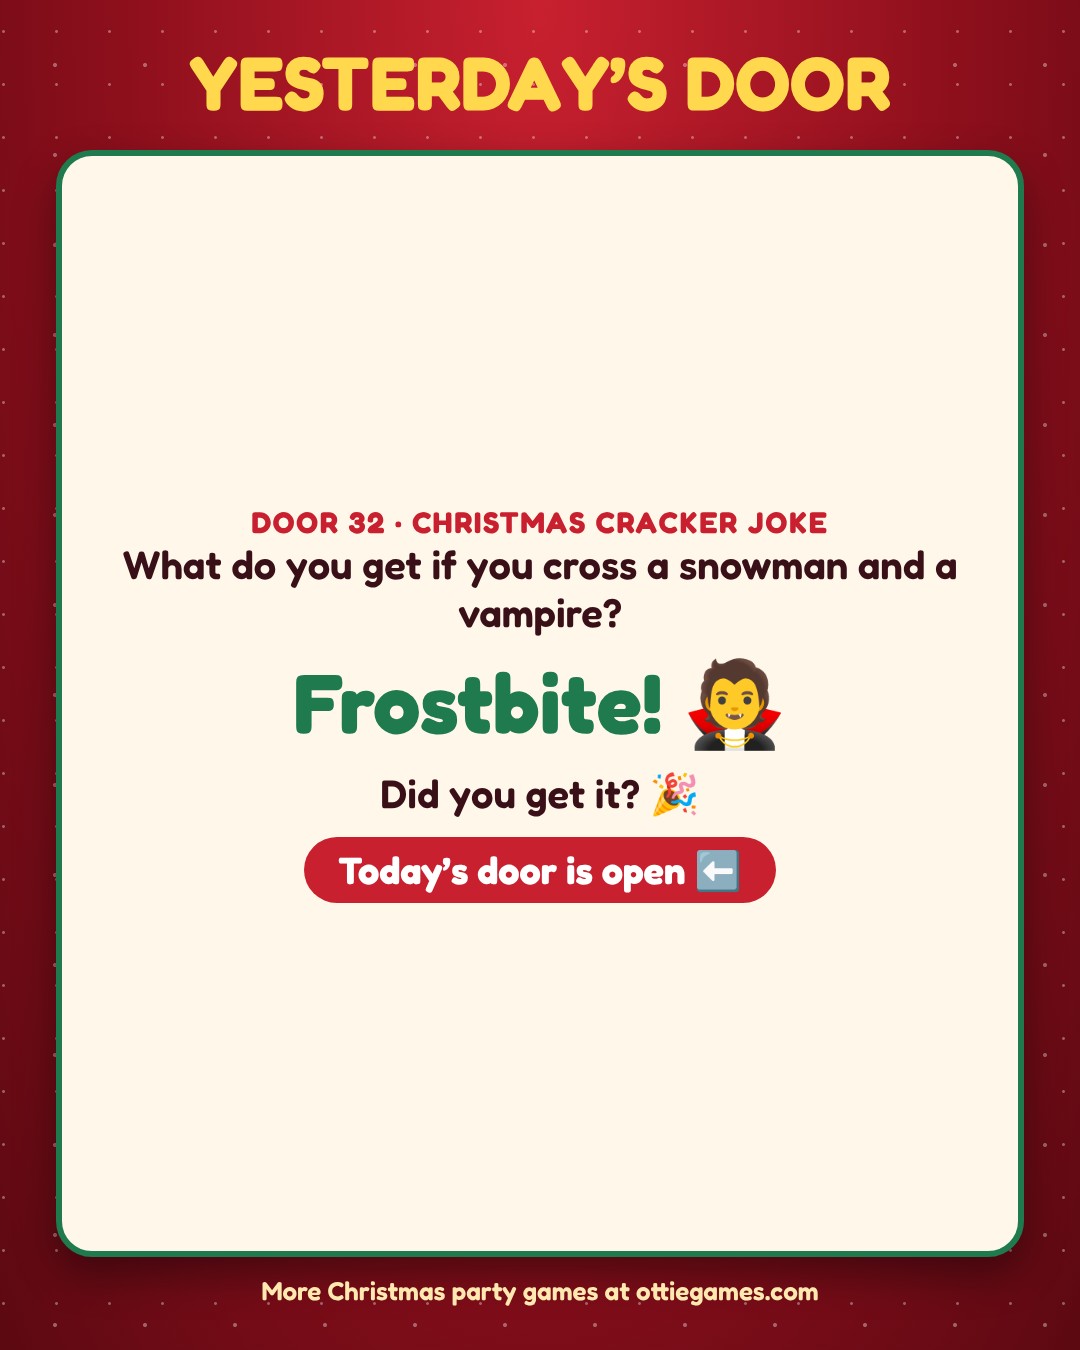 YESTERDAY’S DOOR
DOOR 32 · CHRISTMAS CRACKER JOKE
What do you get if you cross a snowman and a
vampire?
Frostbite! 🧛
Did you get it? 🎉
Today’s door is open ⬅️
More Christmas party games at ottiegames.com